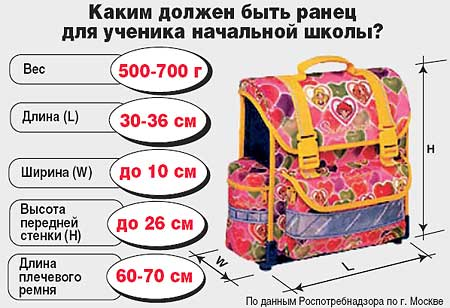 Каким должен быть ранец
для ученика начальной школы?
Вес
500-700 г
Длина (L)
30-36 см
Ширина (W)
до 10 см
Высота
передней
стенки (H)
до 26 см
Длина
плечевого
ремня
60-70 см
H
W
L
По данным Роспотребнадзора по г. Москве